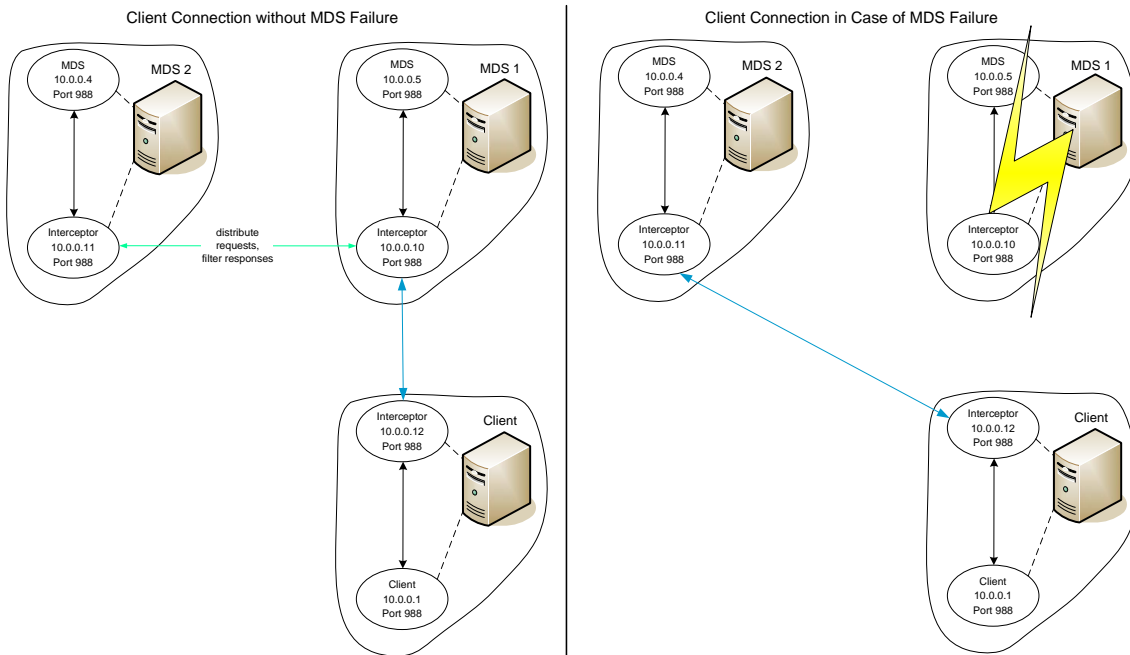 Client Connection without MDS Failure
MDS
10.0.0.4
Port 988
MDS 2
MDS
10.0.0.5
Port 988
MDS 1
Interceptor
10.0.0.11
Port 988
distribute
requests,
filter responses
Interceptor
10.0.0.10
Port 988
Interceptor
10.0.0.12
Port 988
Client
Client
10.0.0.1
Port 988
Client Connection in Case of MDS Failure
MDS
10.0.0.4
Port 988
MDS 2
MDS
10.0.0.5
Port 988
MDS 1
Interceptor
10.0.0.11
Port 988
Interceptor
10.0.0.10
Port 988
Interceptor
10.0.0.12
Port 988
Client
Client
10.0.0.1
Port 988